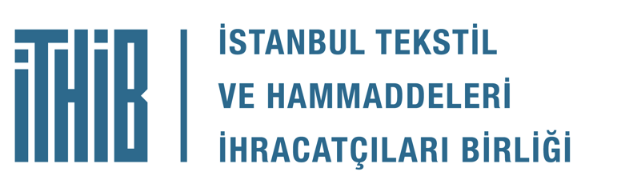 İTHİB
İSTANBUL TEKSTİL
VE HAMMADDELERİ
İHRACATÇILARI BİRLİĞİ